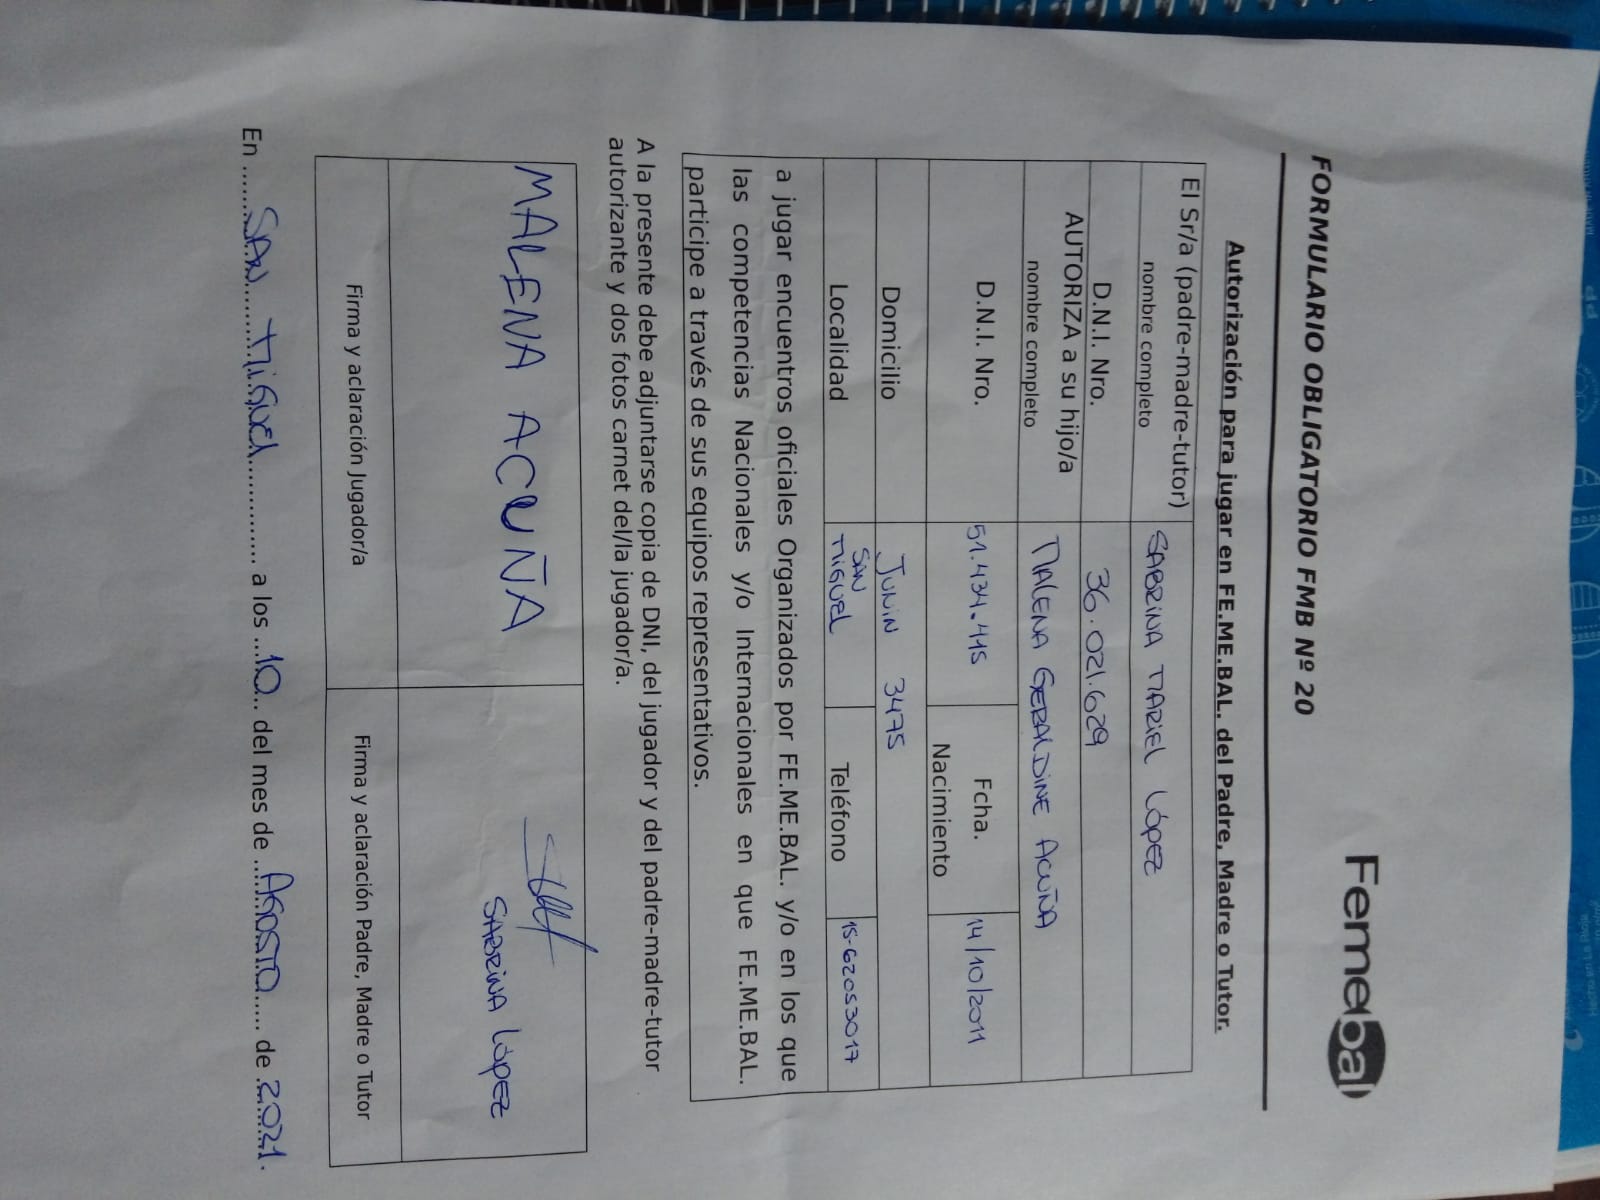 Femebal
FORMULARIO OBLIGATORIO FMB Nº 20
Autorización para jugar en FE.ME.BAL. del Padre, Madre o Tutor.
El Sr/a (padre-madre-tutor) nombre completo SABRINA MARIEL LÓPEZ
D.N.I. Nro. 36.021.629
AUTORIZA a su hijo/a nombre completo MALENA GERALDINE ACUÑA
D.N.I. Nro. 51.434.415 Fcha. Nacimiento 14/10/2011
Domicilio JUNIN 3475
Localidad SAN MIGUEL Teléfono 15-62053017
a jugar encuentros oficiales Organizados por FE.ME.BAL. y/o en los que
las competencias Nacionales y/o Internacionales en que FE.ME.BAL.
participe a través de sus equipos representativos.
A la presente debe adjuntarse copia de DNI, del jugador y del padre-madre-tutor
autorizante y dos fotos carnet del/la jugador/a.
MALENA ACUÑA
SABRINA LÓPEZ
Firma y aclaración Jugador/a
Firma y aclaración Padre, Madre o Tutor
En SAN MIGUEL a los 10 del mes de AGOSTO de 2021.